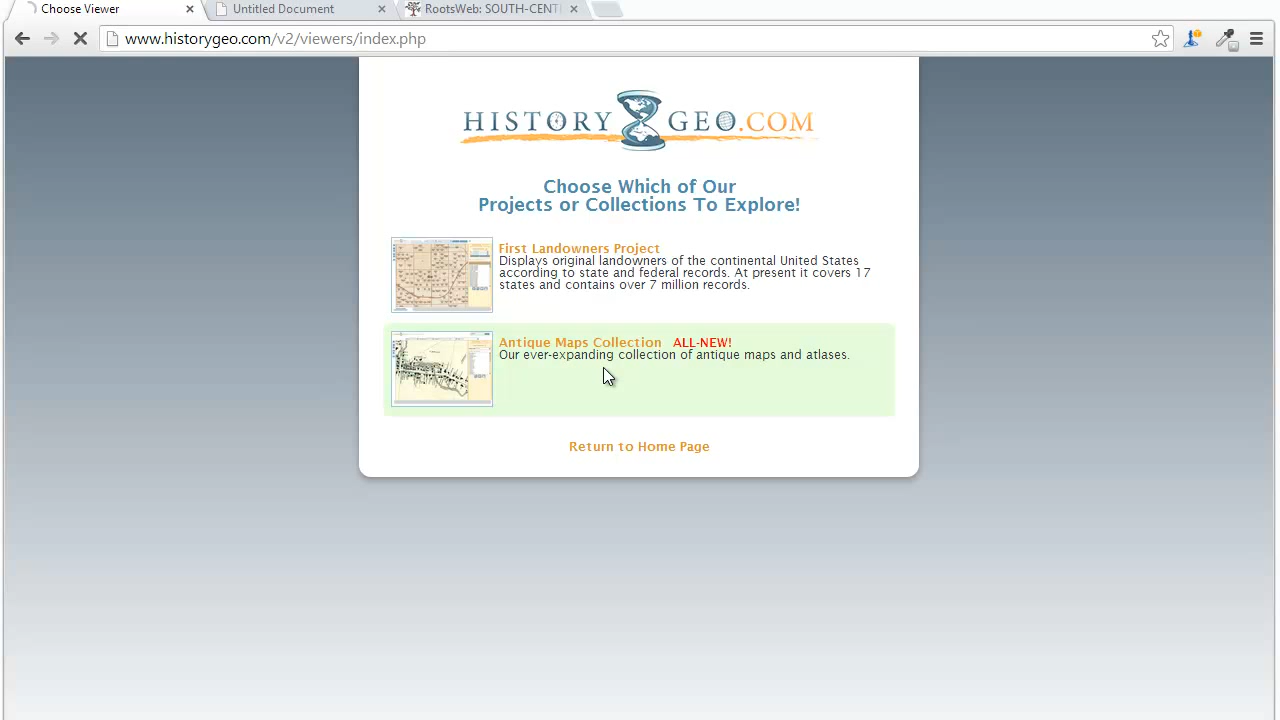 Choose Viewer
Untitled Document
RootsWeb: SOUTH-CENT
www.historygeo.com/v2/viewers/index.php
HISTORY GEO.COM
Choose Which of Our
Projects or Collections To Explore!
First Landowners Project
Displays original landowners of the continental United States
according to state and federal records. At present it covers 17
states and contains over 7 million records.
Antique Maps Collection ALL-NEW!
Our ever-expanding collection of antique maps and atlases.
Return to Home Page